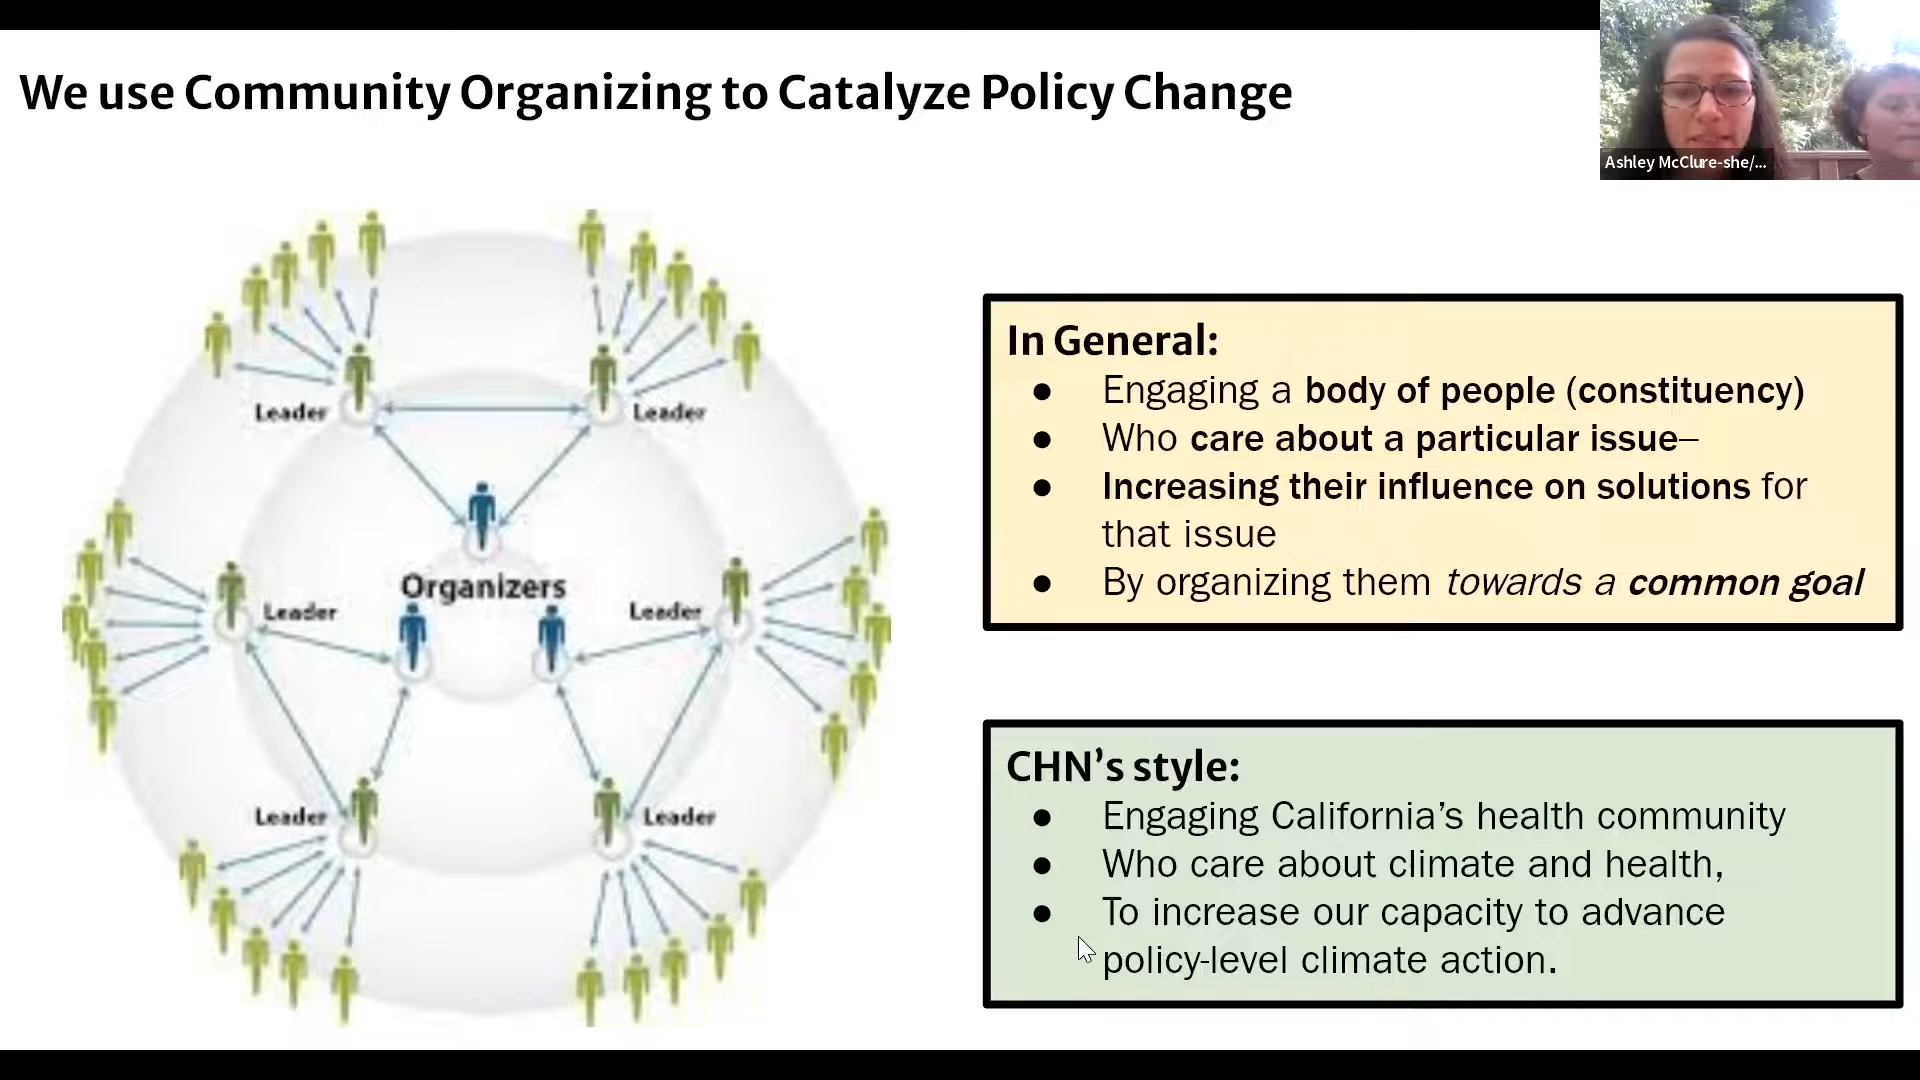 We use Community Organizing to Catalyze Policy Change
Ashley McClure-she/...
Leader
Leader
Organizers
Leader
Leader
Leader
Leader
In General:
● Engaging a body of people (constituency)
● Who care about a particular issue–
● Increasing their influence on solutions for
that issue
● By organizing them towards a common goal
CHN’s style:
● Engaging California’s health community
● Who care about climate and health,
● To increase our capacity to advance
policy-level climate action.